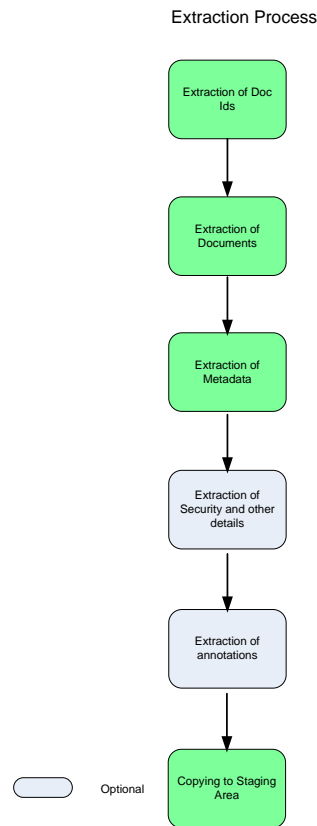 Extraction Process
Extraction of Doc
Ids
Extraction of
Documents
Extraction of
Metadata
Extraction of
Security and other
details
Extraction of
annotations
Copying to Staging
Area
Optional